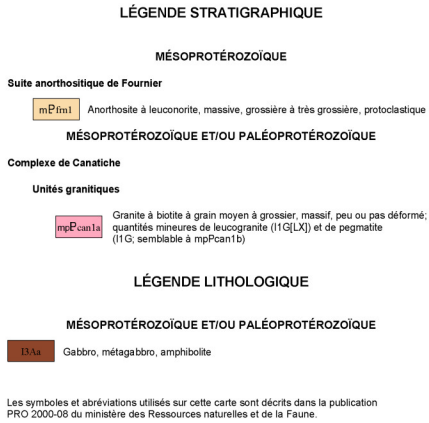 LÉGENDE STRATIGRAPHIQUE
MÉSOPROTÉROZOÏQUE
Suite anorthositique de Fournier
mPfrn1 Anorthosite à leuconorite, massive, grossière à très grossière, protoclastique
MÉSOPROTÉROZOÏQUE ET/OU PALÉOPROTÉROZOÏQUE
Complexe de Canatiche
Unités granitiques
mpPcan1a Granite à biotite à grain moyen à grossier, massif, peu ou pas déformé;
quantités mineures de leucogranite (I1G[LX]) et de pegmatite
(I1G; semblable à mpPcan1b)
LÉGENDE LITHOLOGIQUE
MÉSOPROTÉROZOÏQUE ET/OU PALÉOPROTÉROZOÏQUE
I3Aa Gabbro, métagabbro, amphibolite
Les symboles et abréviations utilisés sur cette carte sont décrits dans la publication
PRO 2000-08 du ministère des Ressources naturelles et de la Faune.